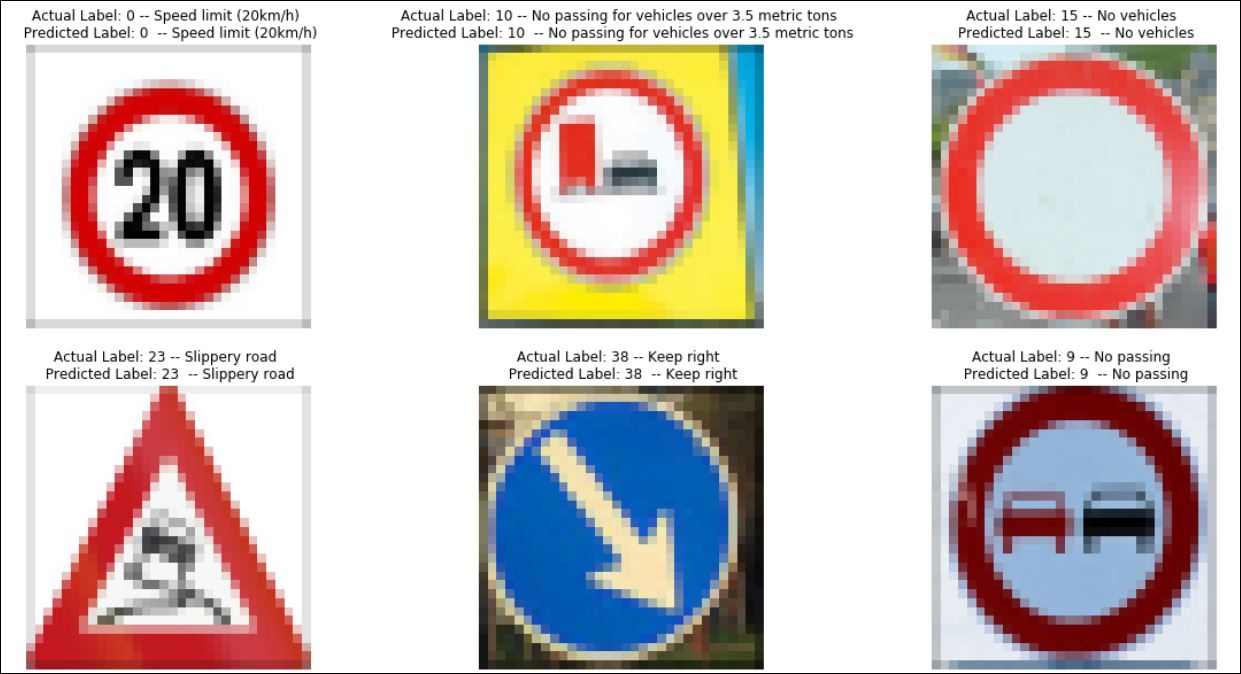 Actual Label: 0 -- Speed limit (20km/h)
Predicted Label: 0  -- Speed limit (20km/h)
Actual Label: 10 -- No passing for vehicles over 3.5 metric tons
Predicted Label: 10  -- No passing for vehicles over 3.5 metric tons
Actual Label: 15 -- No vehicles
Predicted Label: 15  -- No vehicles
20
Actual Label: 23 -- Slippery road
Predicted Label: 23  -- Slippery road
Actual Label: 38 -- Keep right
Predicted Label: 38  -- Keep right
Actual Label: 9 -- No passing
Predicted Label: 9  -- No passing